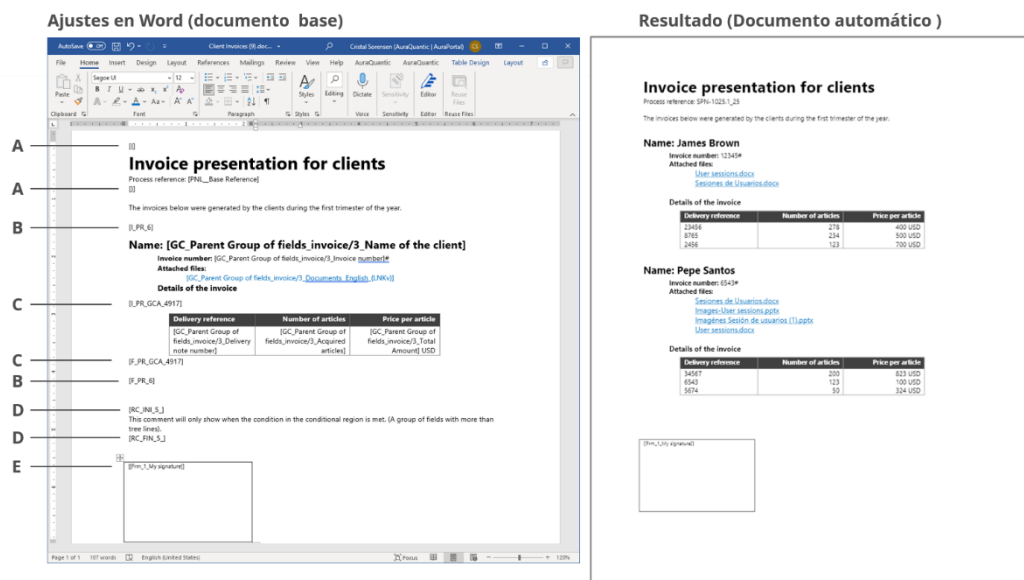 Ajustes en Word (documento base)
Resultado (Documento automático )
AutoSave Off
Client Invoices (9).doc...
Cristal Sorensen (AuraQuantic | AuraPortal) CS
File Home Insert Design Layout References Mailings Review View Help AuraQuantic AuraQuantic Table Design Layout
Paste
Segoe UI 12
Styles Editing Dictate Sensitivity Editor Reuse Files
Clipboard Font Paragraph Styles Voice Sensitivity Editor Reuse Files
A
[[]
Invoice presentation for clients
Process reference: [PNL__Base Reference]
A
[[]
The invoices below were generated by the clients during the first trimester of the year.
B
[I_PR_6]
Name: [GC_Parent Group of fields_invoice/3_Name of the client]
Invoice number: [GC_Parent Group of fields_invoice/3_Invoice number]#
Attached files:
[GC_Parent Group of fields_invoice/3_Documents_English_(LNKv)]
Details of the invoice
C
[I_PR_GCA_4917]
Delivery reference Number of articles Price per article
[GC_Parent Group of [GC_Parent Group of [GC_Parent Group of
fields_invoice/3_Delivery fields_invoice/3_Acquired fields_invoice/3_Total
note number] articles] Amount] USD
C
[F_PR_GCA_4917]
B
[F_PR_6]
D
[RC_INI_5_]
This comment will only show when the condition in the conditional region is met. (A group of fields with more than
tree lines).
D
[RC_FIN_5_]
E
[[Frm_1_My signature]]
Page 1 of 1 107 words English (United States) Focus 120%
Invoice presentation for clients
Process reference: SPN-1025.1_25
The invoices below were generated by the clients during the first trimester of the year.
Name: James Brown
Invoice number: 12345#
Attached files:
User sessions.docx
Sesiones de Usuarios.docx
Details of the invoice
Delivery reference Number of articles Price per article
23456 278 400 USD
8765 234 500 USD
2456 123 700 USD
Name: Pepe Santos
Invoice number: 6543#
Attached files:
Sesiones de Usuarios.docx
Images-User sessions.pptx
Imagénes Sesión de usuarios (1).pptx
User sessions.docx
Details of the invoice
Delivery reference Number of articles Price per article
34567 200 823 USD
6543 123 100 USD
5674 50 324 USD
[[Frm_1_My signature]]